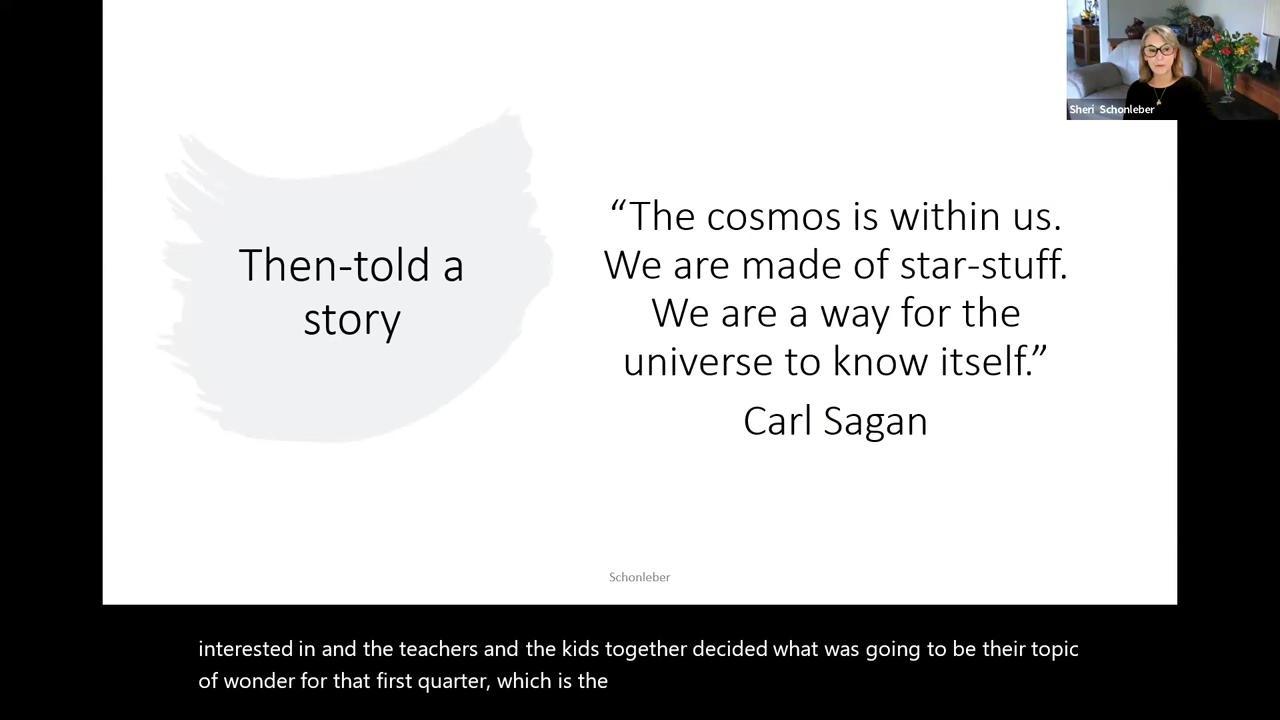 Sheri Schonleber
Then-told a
story
“The cosmos is within us.
We are made of star-stuff.
We are a way for the
universe to know itself.”
Carl Sagan
Schonleber
interested in and the teachers and the kids together decided what was going to be their topic
of wonder for that first quarter, which is the